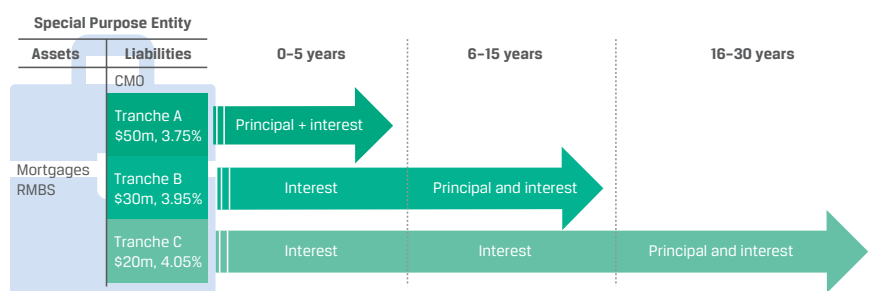 Special Purpose Entity
Assets Liabilities 0–5 years 6–15 years 16–30 years
CMO
Tranche A
$50m, 3.75%
Principal + interest
Mortgages
RMBS
Tranche B
$30m, 3.95%
Interest Principal and interest
Tranche C
$20m, 4.05%
Interest Interest Principal and interest